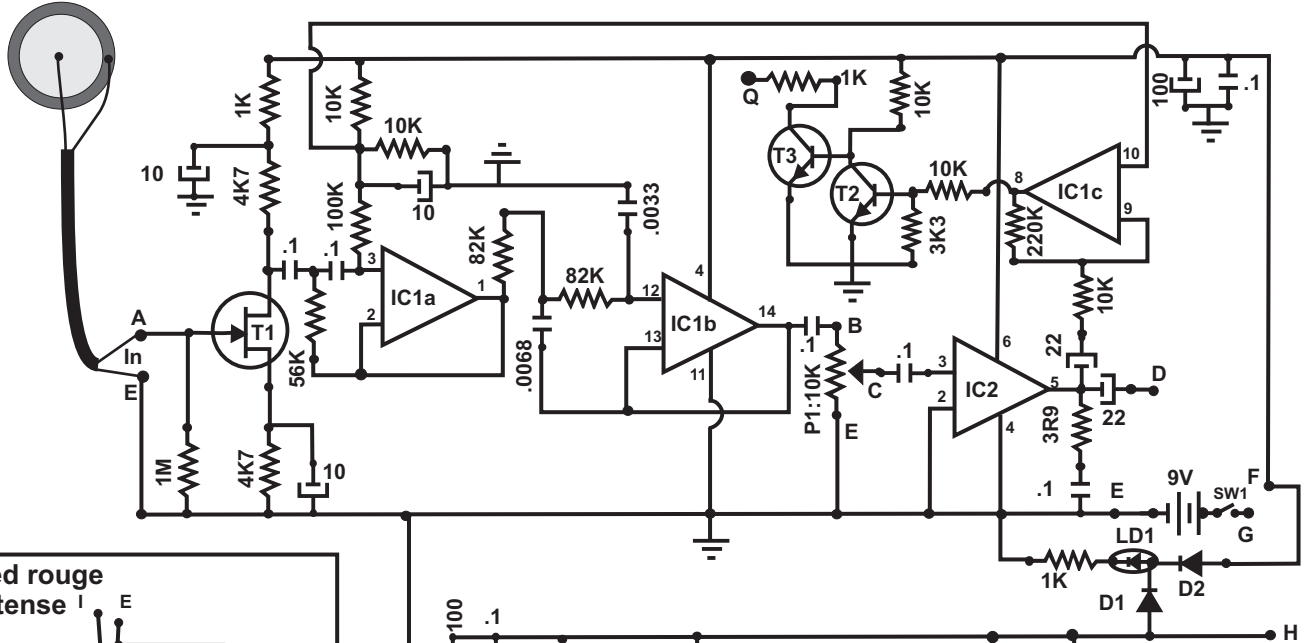 1K
10K
10K
10
4K7
100K
10
.0033
.1
.1
82K
82K
3
IC1a
1
2
T1
A
In
E
56K
1M
4K7
10
.0068
4
12
IC1b
14
13
11
.1
B
P1:10K
C
E
.1
Q
1K
10K
T3
T2
10K
3K3
8
IC1c
10
9
220K
10K
100
.1
22
6
3
IC2
5
2
4
22
D
3R9
.1
E
9V
SW1
F
G
LD1
1K
D2
D1
H
ed rouge
tense
I
E
100
.1